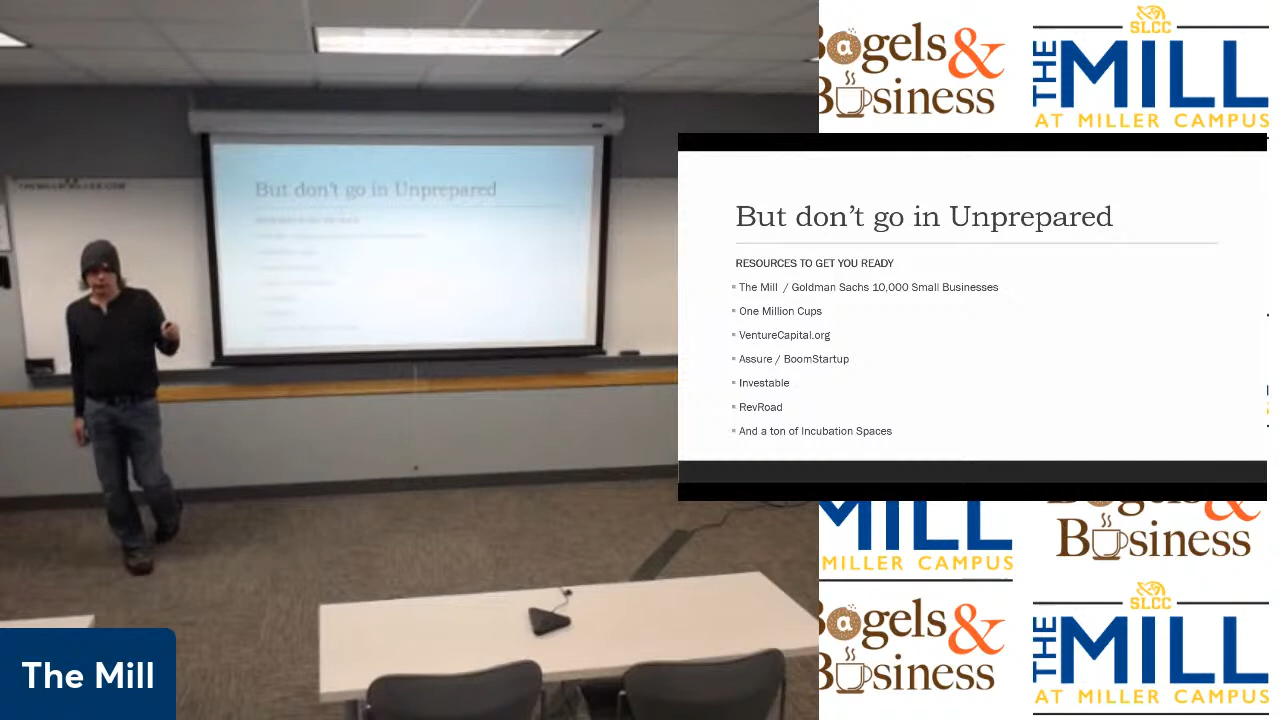 Bagels &
Business
SLCC
THE MILL
AT MILLER CAMPUS
But don't go in Unprepared
But don’t go in Unprepared
RESOURCES TO GET YOU READY
The Mill / Goldman Sachs 10,000 Small Businesses
One Million Cups
VentureCapital.org
Assure / BoomStartup
Investable
RevRoad
And a ton of Incubation Spaces
MILL
MILLER CAMPUS
Bagels &
Business
Bagels &
Business
SLCC
THE MILL
AT MILLER CAMPUS
The Mill